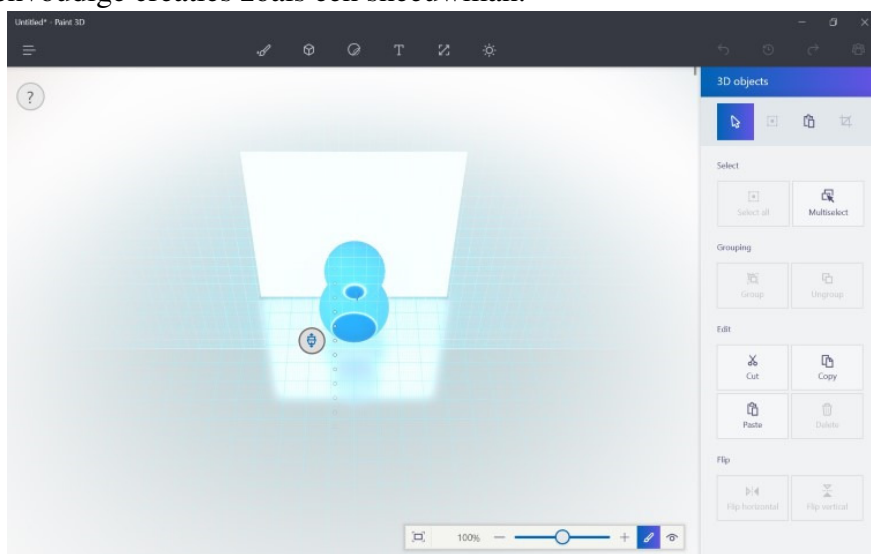 Untitled* - Paint 3D
T
?
3D objects
Select
Select all
Multiselect
Grouping
Group
Ungroup
Edit
Cut
Copy
Paste
Delete
Flip
Flip horizontal
Flip vertical
100%